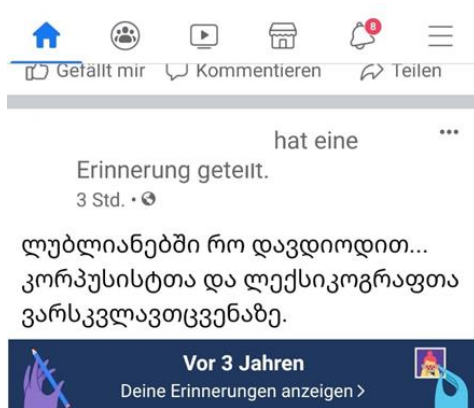 8
Gefällt mir Kommentieren Teilen
hat eine
Erinnerung geteilt.
3 Std. •
ლუბლიანებში რო დავდიოდით...
კორპუსისტთა და ლექსიკოგრაფთა
ვარსკვლავთცვენაზე.
Vor 3 Jahren
Deine Erinnerungen anzeigen >